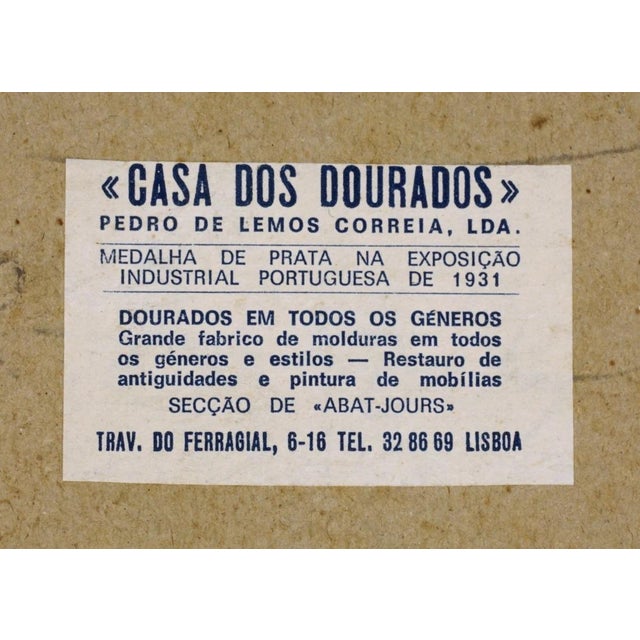 «CASA DOS DOURADOS»
PEDRO DE LEMOS CORREIA, LDA.
MEDALHA DE PRATA NA EXPOSIÇÃO
INDUSTRIAL PORTUGUESA DE 1931
DOURADOS EM TODOS OS GÉNEROS
Grande fabrico de molduras em todos
os géneros e estilos — Restauro de
antiguidades e pintura de mobílias
SECÇÃO DE «ABAT-JOURS»
TRAV. DO FERRAGIAL, 6-16 TEL. 32 86 69 LISBOA